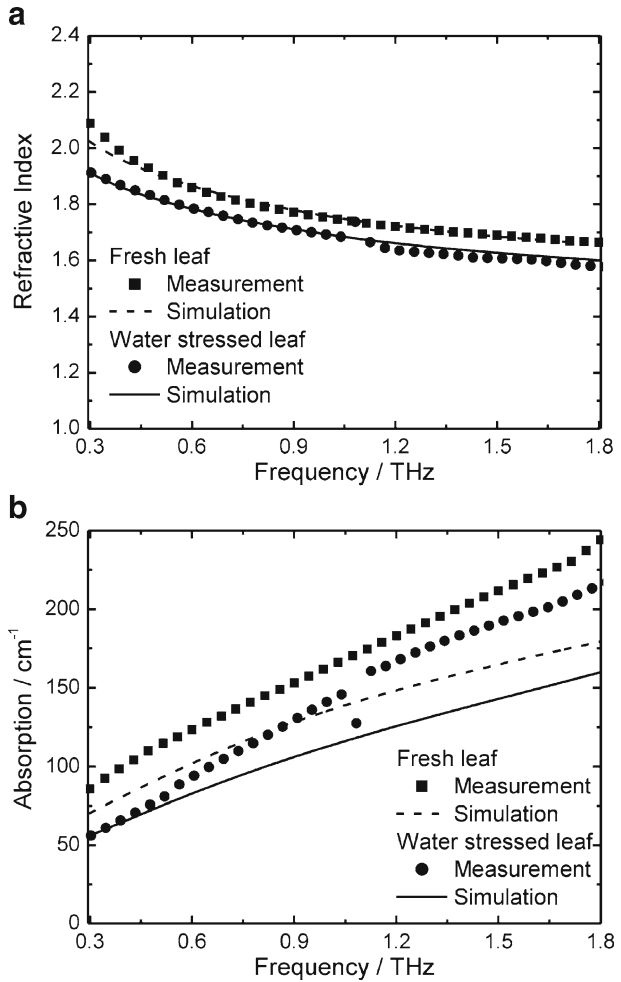 a
2.4
2.2
2.0
1.8
1.6
1.4
1.2
1.0
Refractive Index
Fresh leaf
Measurement
Simulation
Water stressed leaf
Measurement
Simulation
0.3 0.6 0.9 1.2 1.5 1.8
Frequency / THz
b
250
200
150
100
50
0
Absorption / cm⁻¹
Fresh leaf
Measurement
Simulation
Water stressed leaf
Measurement
Simulation
0.3 0.6 0.9 1.2 1.5 1.8
Frequency / THz